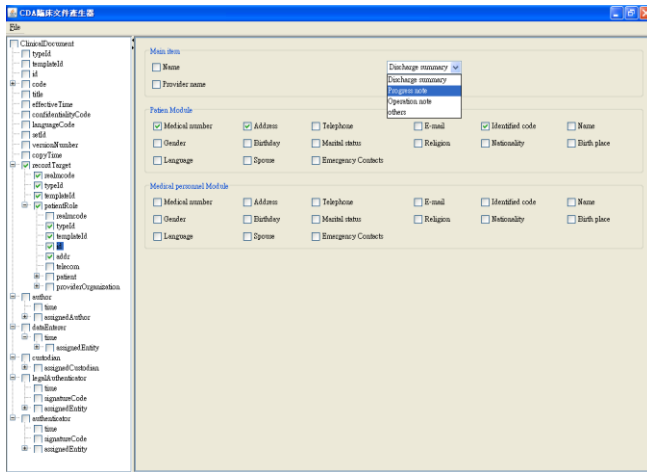 CDA臨床文件產生器
File
ClinicalDocument
typeId
templateId
id
code
title
effectiveTime
confidentialityCode
languageCode
setId
versionNumber
copyTime
recordTarget
realmcode
typeId
templateId
patientRole
realmcode
typeId
templateId
id
addr
telecom
patient
providerOrganization
author
time
assignedAuthor
dataEnterer
time
assignedEntity
custodian
assignedCustodian
legalAuthenticator
time
signatureCode
assignedEntity
authenticator
time
signatureCode
assignedEntity
Main item
Name
Discharge summary
Provider name
Discharge summary
Progress note
Operation note
others
Patien Module
Medical number Address Telephone E-mail Identified code Name
Gender Birthday Marital status Religion Nationality Birth place
Language Spouse Emergency Contacts
Medical personnel Module
Medical number Address Telephone E-mail Identified code Name
Gender Birthday Marital status Religion Nationality Birth place
Language Spouse Emergency Contacts